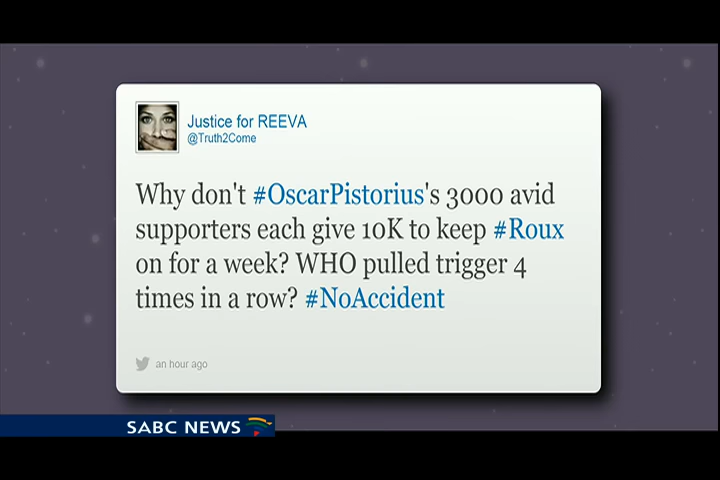 Justice for REEVA
@Truth2Come
Why don't #OscarPistorius's 3000 avid
supporters each give 10K to keep #Roux
on for a week? WHO pulled trigger 4
times in a row? #NoAccident
an hour ago
SABC NEWS